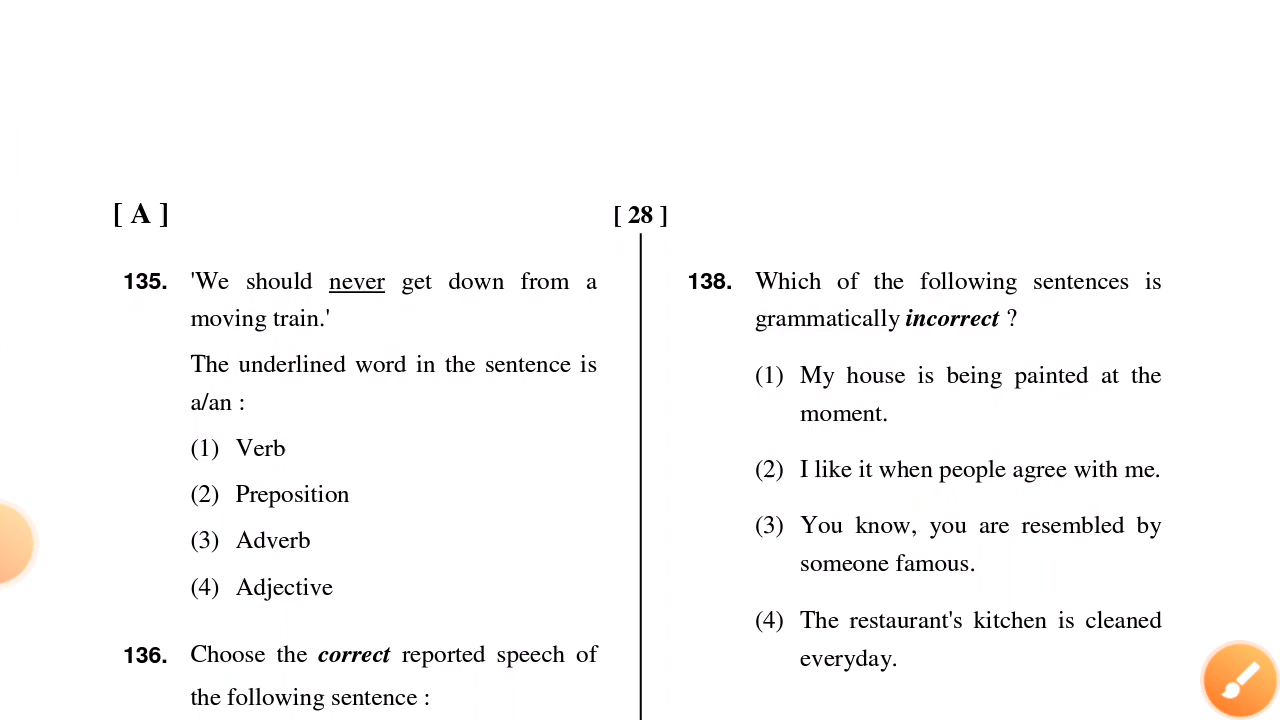 [ A ]
[ 28 ]
135. 'We should never get down from a
moving train.'
The underlined word in the sentence is
a/an :
(1) Verb
(2) Preposition
(3) Adverb
(4) Adjective
136. Choose the correct reported speech of
the following sentence :
138. Which of the following sentences is
grammatically incorrect ?
(1) My house is being painted at the
moment.
(2) I like it when people agree with me.
(3) You know, you are resembled by
someone famous.
(4) The restaurant's kitchen is cleaned
everyday.